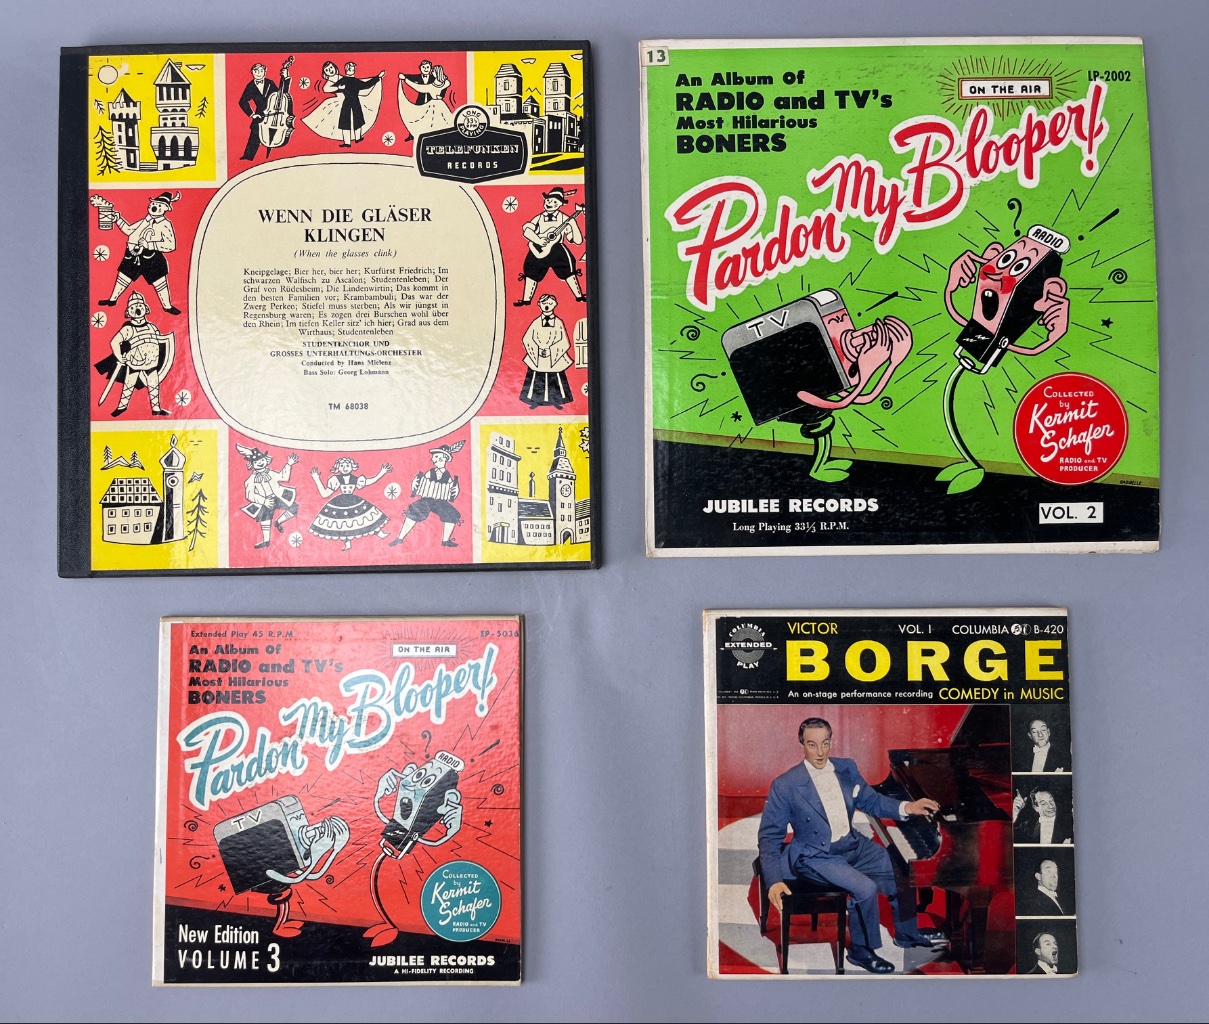 LONG
33⅓
RPM
PLAYING
TELEFUNKEN
RECORDS
WENN DIE GLÄSER
KLINGEN
(When the glasses clink)
Kneipgelage; Bier her, bier her; Kurfürst Friedrich; Im
schwarzen Walfisch zu Ascalon; Studentenleben; Der
Graf von Rüdesheim; Die Lindenwirtin; Das kommt in
den besten Familien vor; Krambambuli; Das war der
Zwerg Perkeo; Stiefel muss sterben; Als wir jüngst in
Regensburg waren; Es zogen drei Burschen wohl über
den Rhein; Im tiefen Keller sitz' ich hier; Grad aus dem
Wirthaus; Studentenleben
STUDENTENCHOR UND
GROSSES UNTERHALTUNGS-ORCHESTER
Conducted by Hans Mielenz
Bass Solo: Georg Lohmann
TM 68038
13
An Album Of
RADIO and TV's
Most Hilarious
BONERS
ON THE AIR
LP-2002
Pardon My Blooper!
RADIO
TV
COLLECTED
by
Kermit
Schafer
RADIO and TV
PRODUCER
JUBILEE RECORDS
Long Playing 33⅓ R.P.M.
VOL. 2
Extended Play 45 R.P.M.
EP-5036
An Album Of
RADIO and TV's
Most Hilarious
BONERS
ON THE AIR
Pardon My Blooper!
RADIO
TV
COLLECTED
by
Kermit
Schafer
RADIO and TV
PRODUCER
New Edition
VOLUME 3
JUBILEE RECORDS
A HI-FIDELITY RECORDING
COLUMBIA
EXTENDED
PLAY
VICTOR
VOL. I
COLUMBIA B-420
BORGE
An on-stage performance recording COMEDY in MUSIC